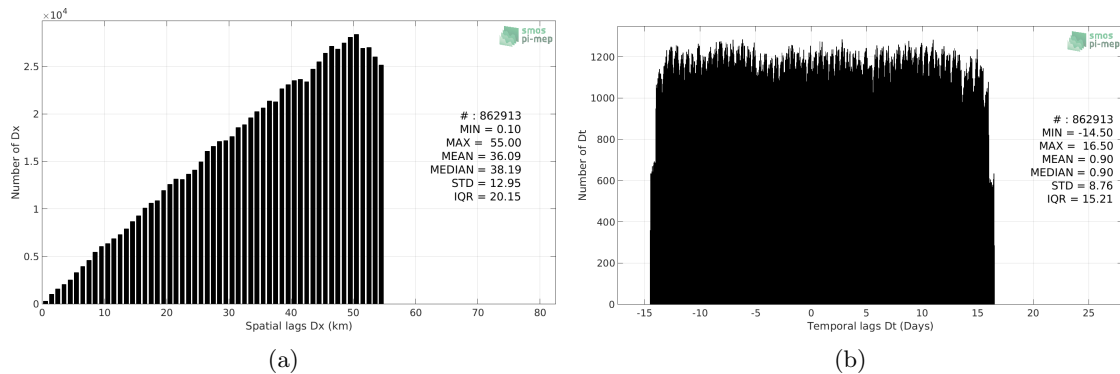 ×10⁴
smos
pi-mep
2.5
2
1.5
1
0.5
0
Number of Dx
# : 862913
MIN = 0.10
MAX = 55.00
MEAN = 36.09
MEDIAN = 38.19
STD = 12.95
IQR = 20.15
0 10 20 30 40 50 60 70 80
Spatial lags Dx (km)
(a)
smos
pi-mep
1200
1000
800
600
400
200
0
Number of Dt
# : 862913
MIN = -14.50
MAX = 16.50
MEAN = 0.90
MEDIAN = 0.90
STD = 8.76
IQR = 15.21
-15 -10 -5 0 5 10 15 20 25
Temporal lags Dt (Days)
(b)